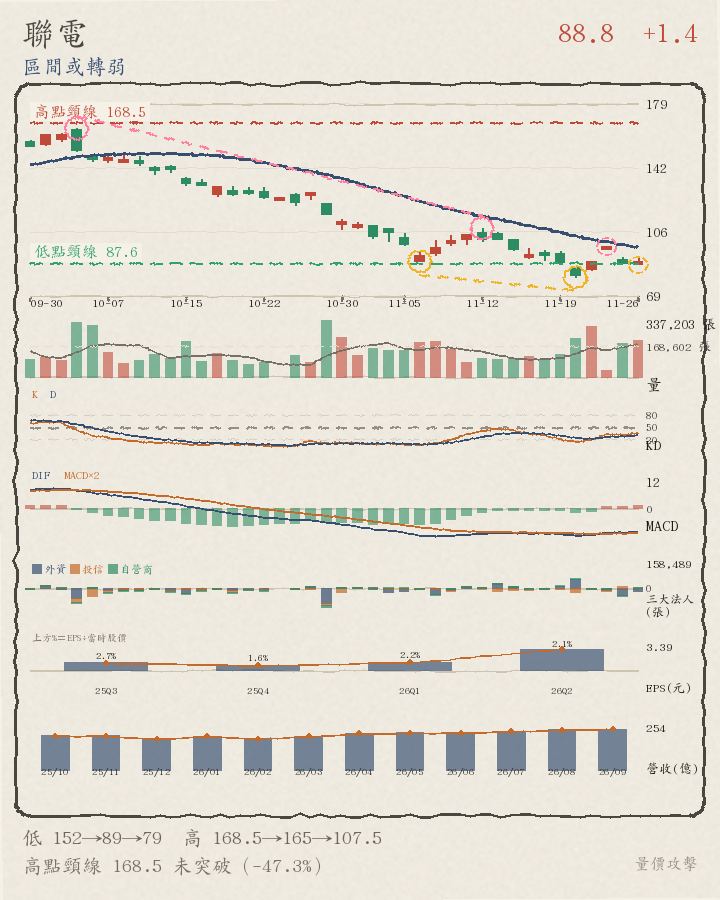 聯電
88.8 +1.4
區間或轉弱
179
高點頸線 168.5
142
106
低點頸線 87.6
69
09-30 10-07 10-15 10-22 10-30 11-05 11-12 11-19 11-26
337,203 張
168,602 張
量
K D
80
50
20
KD
DIF MACD×2
12
0
MACD
158,489
外資 投信 自營商
0
三大法人
(張)
上方%=EPS÷當時股價
2.7% 1.6% 2.2% 2.1%
3.39
25Q3 25Q4 26Q1 26Q2
EPS(元)
254
25/10 25/11 25/12 26/01 26/02 26/03 26/04 26/05 26/06 26/07 26/08 26/09
營收(億)
低 152→89→79 高 168.5→165→107.5
高點頸線 168.5 未突破 (-47.3%)
量價攻擊